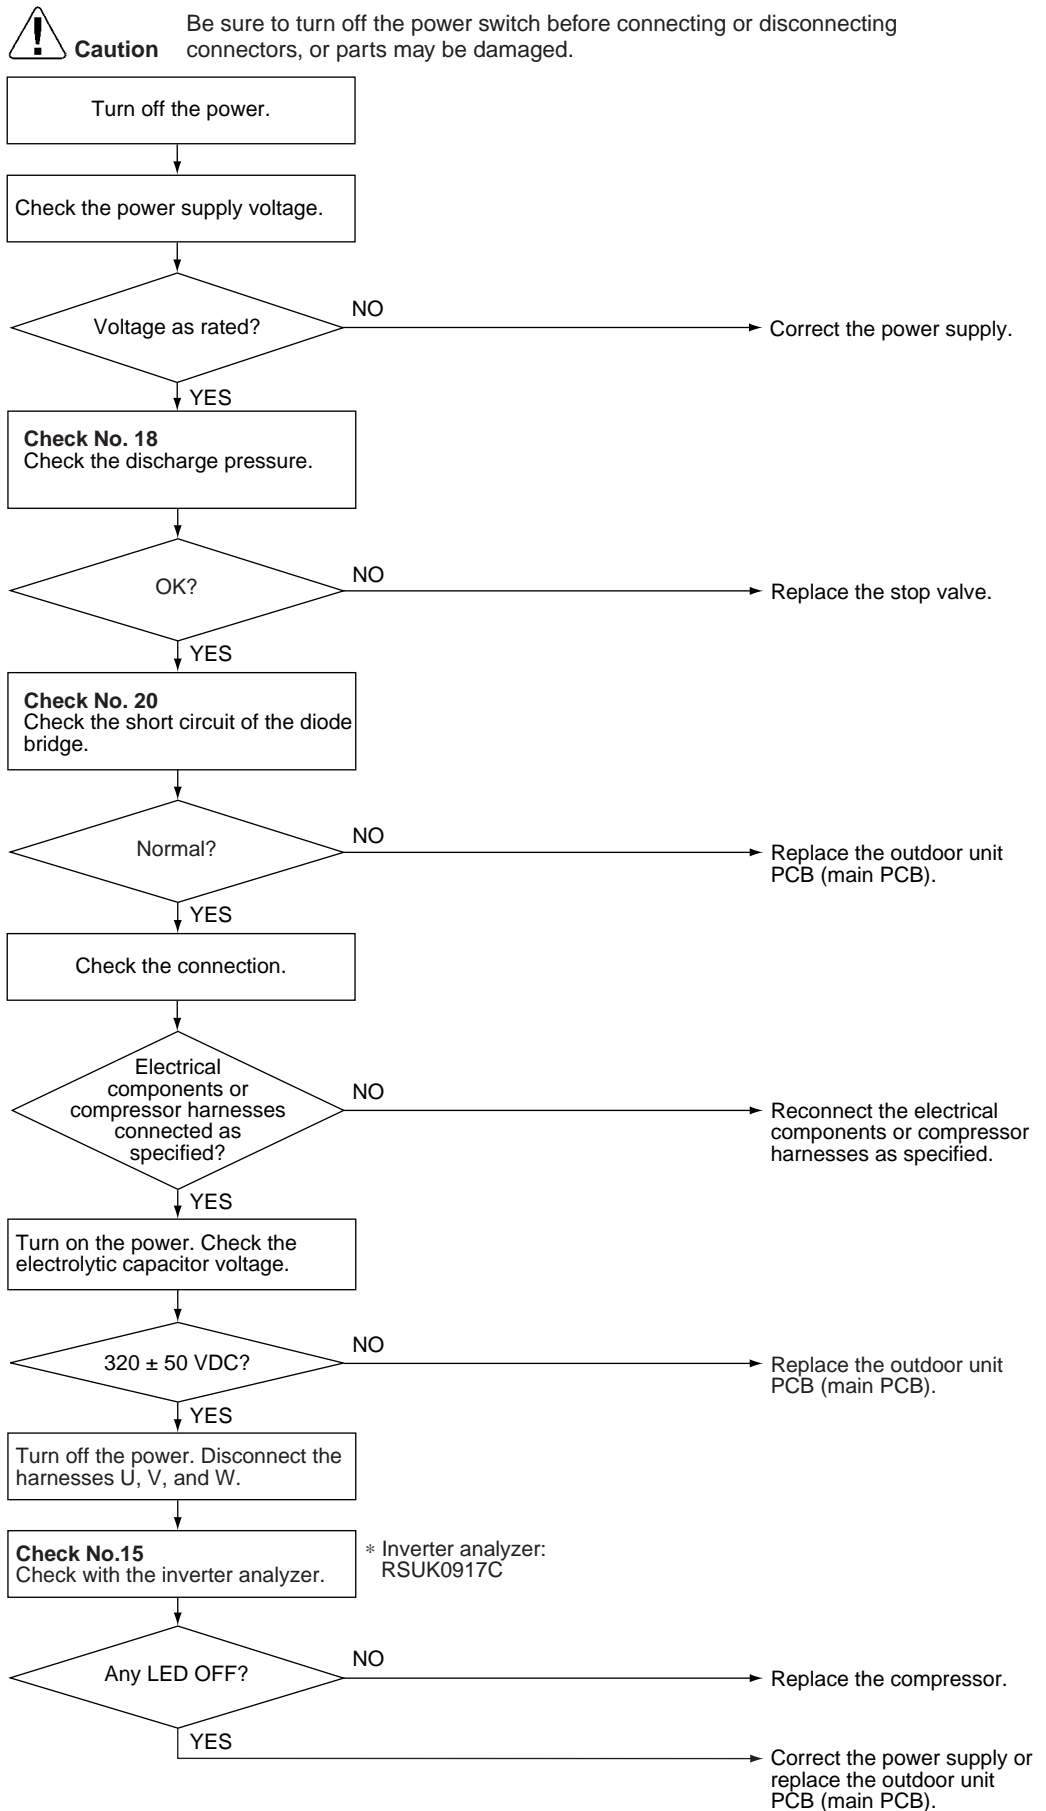 Be sure to turn off the power switch before connecting or disconnecting
Caution connectors, or parts may be damaged.
Turn off the power.
Check the power supply voltage.
Voltage as rated?
NO
Correct the power supply.
YES
Check No. 18
Check the discharge pressure.
OK?
NO
Replace the stop valve.
YES
Check No. 20
Check the short circuit of the diode
bridge.
Normal?
NO
Replace the outdoor unit
PCB (main PCB).
YES
Check the connection.
Electrical
components or
compressor harnesses
connected as
specified?
NO
Reconnect the electrical
components or compressor
harnesses as specified.
YES
Turn on the power. Check the
electrolytic capacitor voltage.
320 ± 50 VDC?
NO
Replace the outdoor unit
PCB (main PCB).
YES
Turn off the power. Disconnect the
harnesses U, V, and W.
Check No.15
Check with the inverter analyzer.
* Inverter analyzer:
RSUK0917C
Any LED OFF?
NO
Replace the compressor.
YES
Correct the power supply or
replace the outdoor unit
PCB (main PCB).